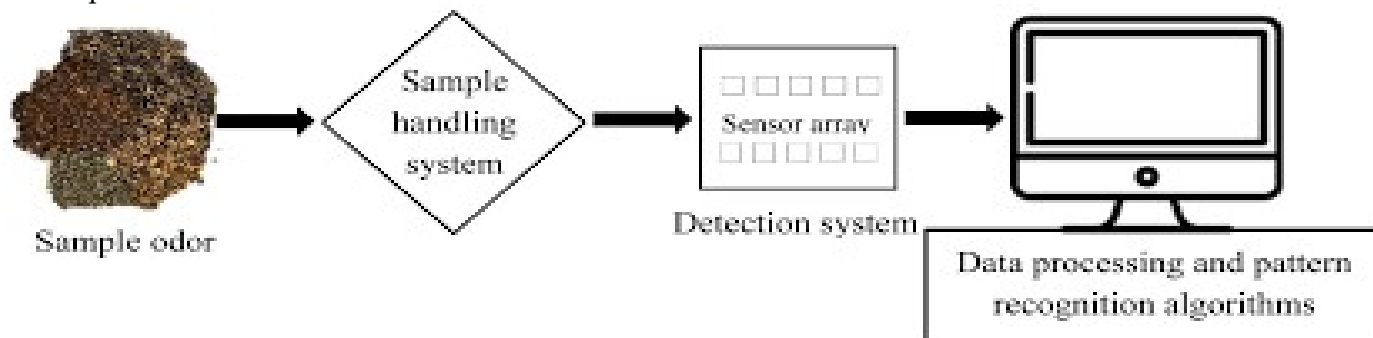 Sample odor
Sample
handling
system
Sensor array
Detection system
Data processing and pattern
recognition algorithms